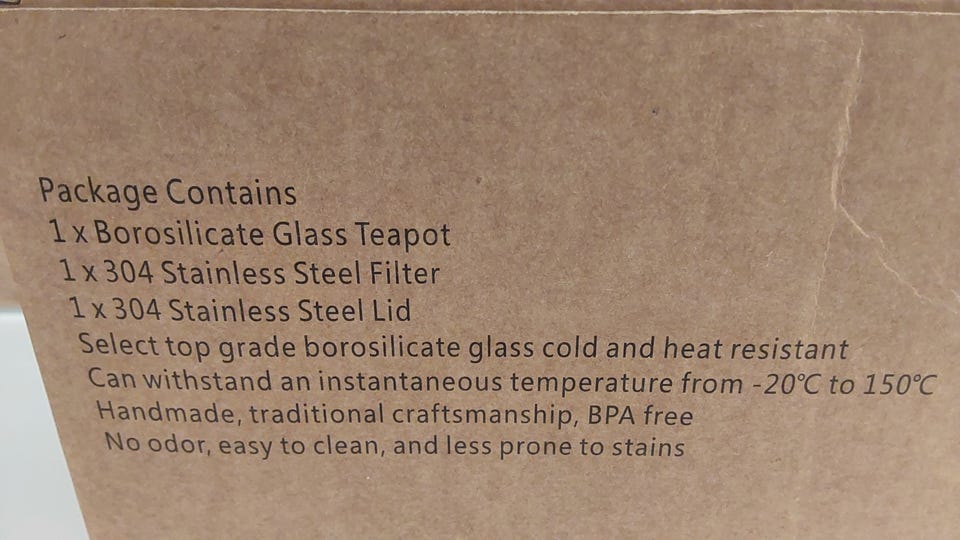 Package Contains
1 x Borosilicate Glass Teapot
1 x 304 Stainless Steel Filter
1 x 304 Stainless Steel Lid
Select top grade borosilicate glass cold and heat resistant
Can withstand an instantaneous temperature from -20℃ to 150℃
Handmade, traditional craftsmanship, BPA free
No odor, easy to clean, and less prone to stains